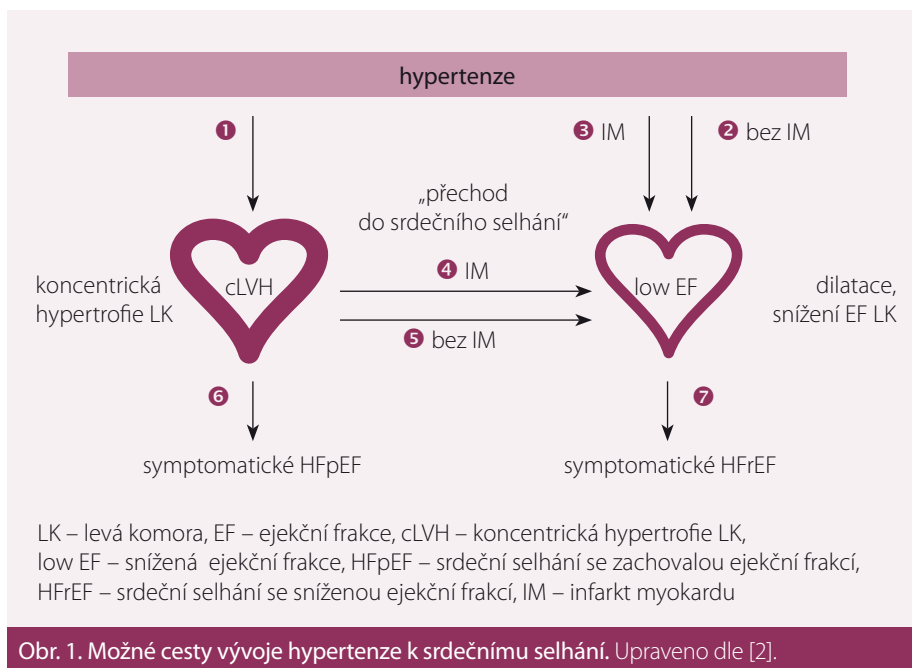 hypertenze
❶
❸ IM
❷ bez IM
„přechod
do srdečního selhání“
koncentrická
hypertrofie LK
cLVH
❹ IM
❺ bez IM
low EF
dilatace,
snížení EF LK
❻
❼
symptomatické HFpEF
symptomatické HFrEF
LK – levá komora, EF – ejekční frakce, cLVH – koncentrická hypertrofie LK,
low EF – snížená ejekční frakce, HFpEF – srdeční selhání se zachovalou ejekční frakcí,
HFrEF – srdeční selhání se sníženou ejekční frakcí, IM – infarkt myokardu
Obr. 1. Možné cesty vývoje hypertenze k srdečnímu selhání. Upraveno dle [2].